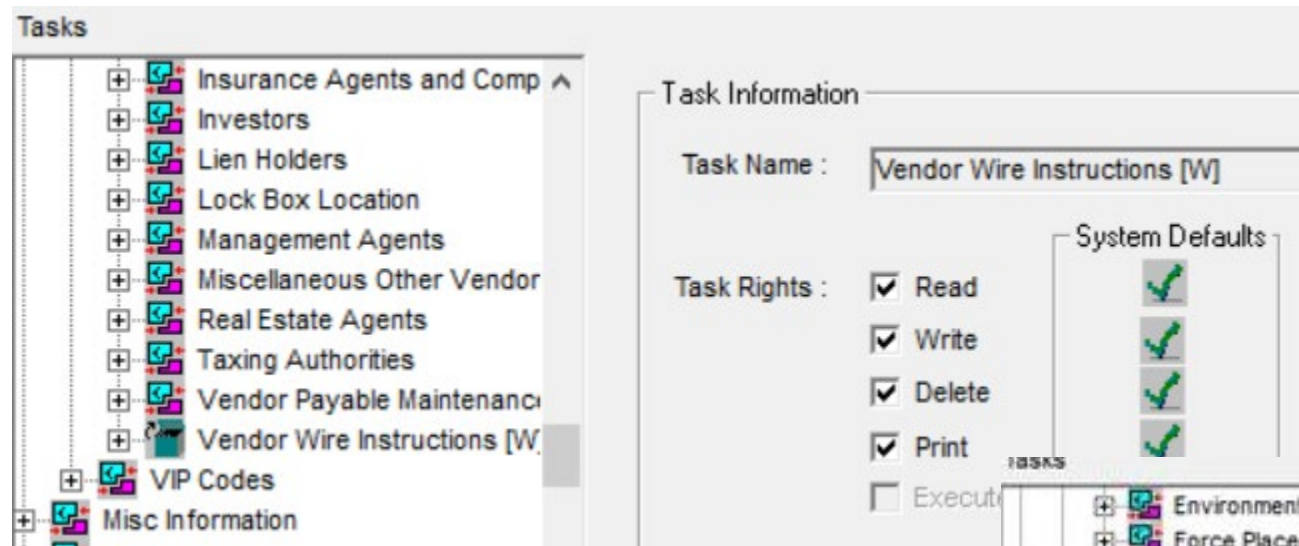 Tasks
Insurance Agents and Comp
Investors
Lien Holders
Lock Box Location
Management Agents
Miscellaneous Other Vendor
Real Estate Agents
Taxing Authorities
Vendor Payable Maintenanc
Vendor Wire Instructions [W]
VIP Codes
Misc Information
Task Information
Task Name :
Vendor Wire Instructions [W]
System Defaults
Task Rights :
Read
Write
Delete
Print
Execute
Tasks
Environment
Force Place